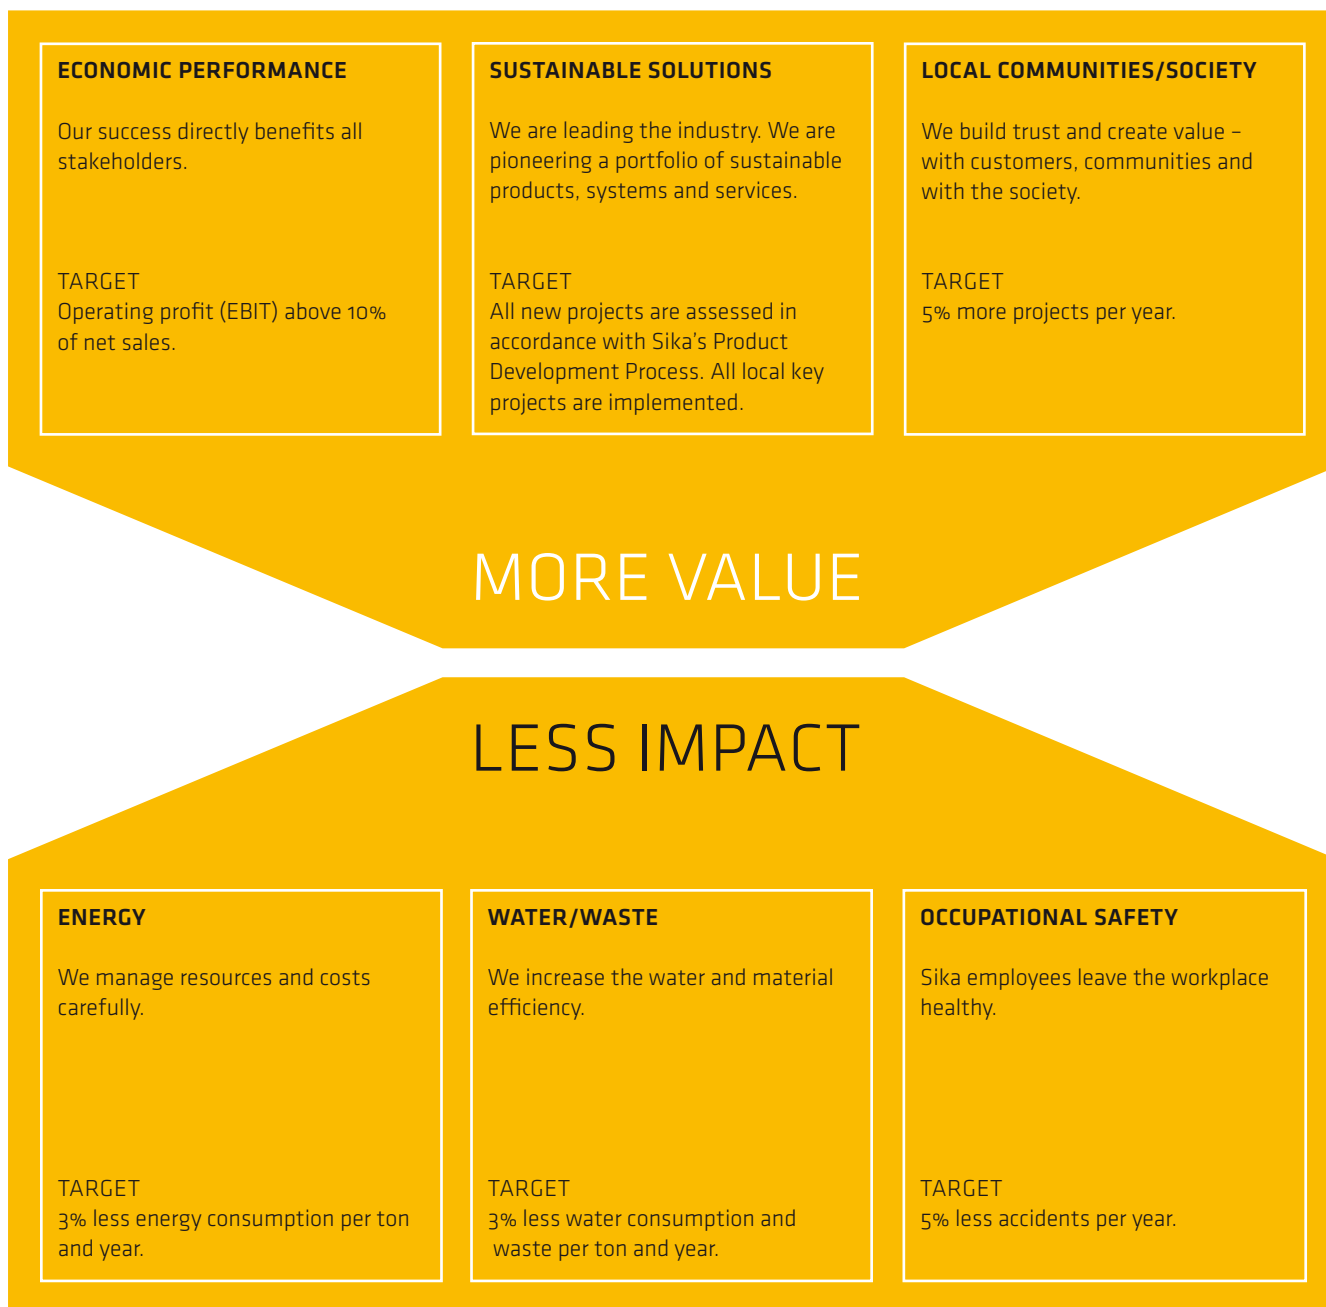 ECONOMIC PERFORMANCE
Our success directly benefits all
stakeholders.
TARGET
Operating profit (EBIT) above 10%
of net sales.
SUSTAINABLE SOLUTIONS
We are leading the industry. We are
pioneering a portfolio of sustainable
products, systems and services.
TARGET
All new projects are assessed in
accordance with Sika's Product
Development Process. All local key
projects are implemented.
LOCAL COMMUNITIES/SOCIETY
We build trust and create value –
with customers, communities and
with the society.
TARGET
5% more projects per year.
MORE VALUE
LESS IMPACT
ENERGY
We manage resources and costs
carefully.
TARGET
3% less energy consumption per ton
and year.
WATER/WASTE
We increase the water and material
efficiency.
TARGET
3% less water consumption and
waste per ton and year.
OCCUPATIONAL SAFETY
Sika employees leave the workplace
healthy.
TARGET
5% less accidents per year.